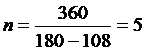 n = 360 / (180 − 108) = 5